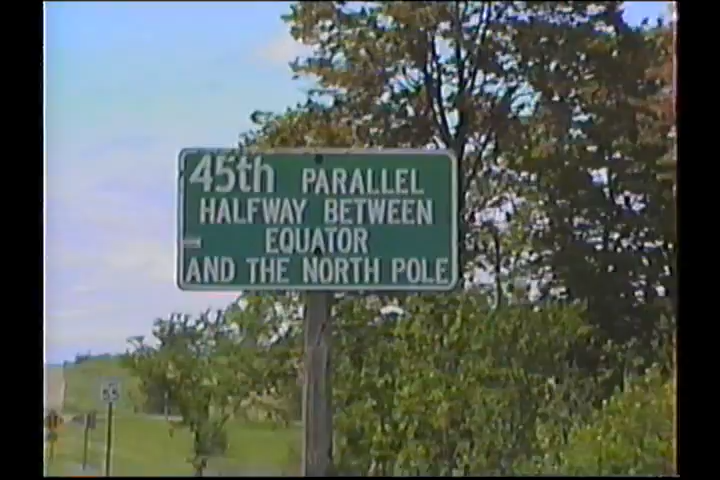 45th PARALLEL
HALFWAY BETWEEN
EQUATOR
AND THE NORTH POLE
55